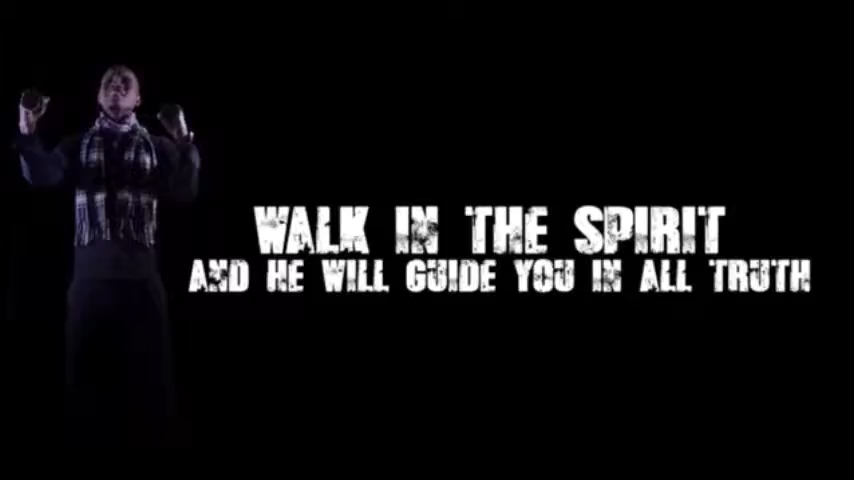 WALK IN THE SPIRIT
AND HE WILL GUIDE YOU IN ALL TRUTH